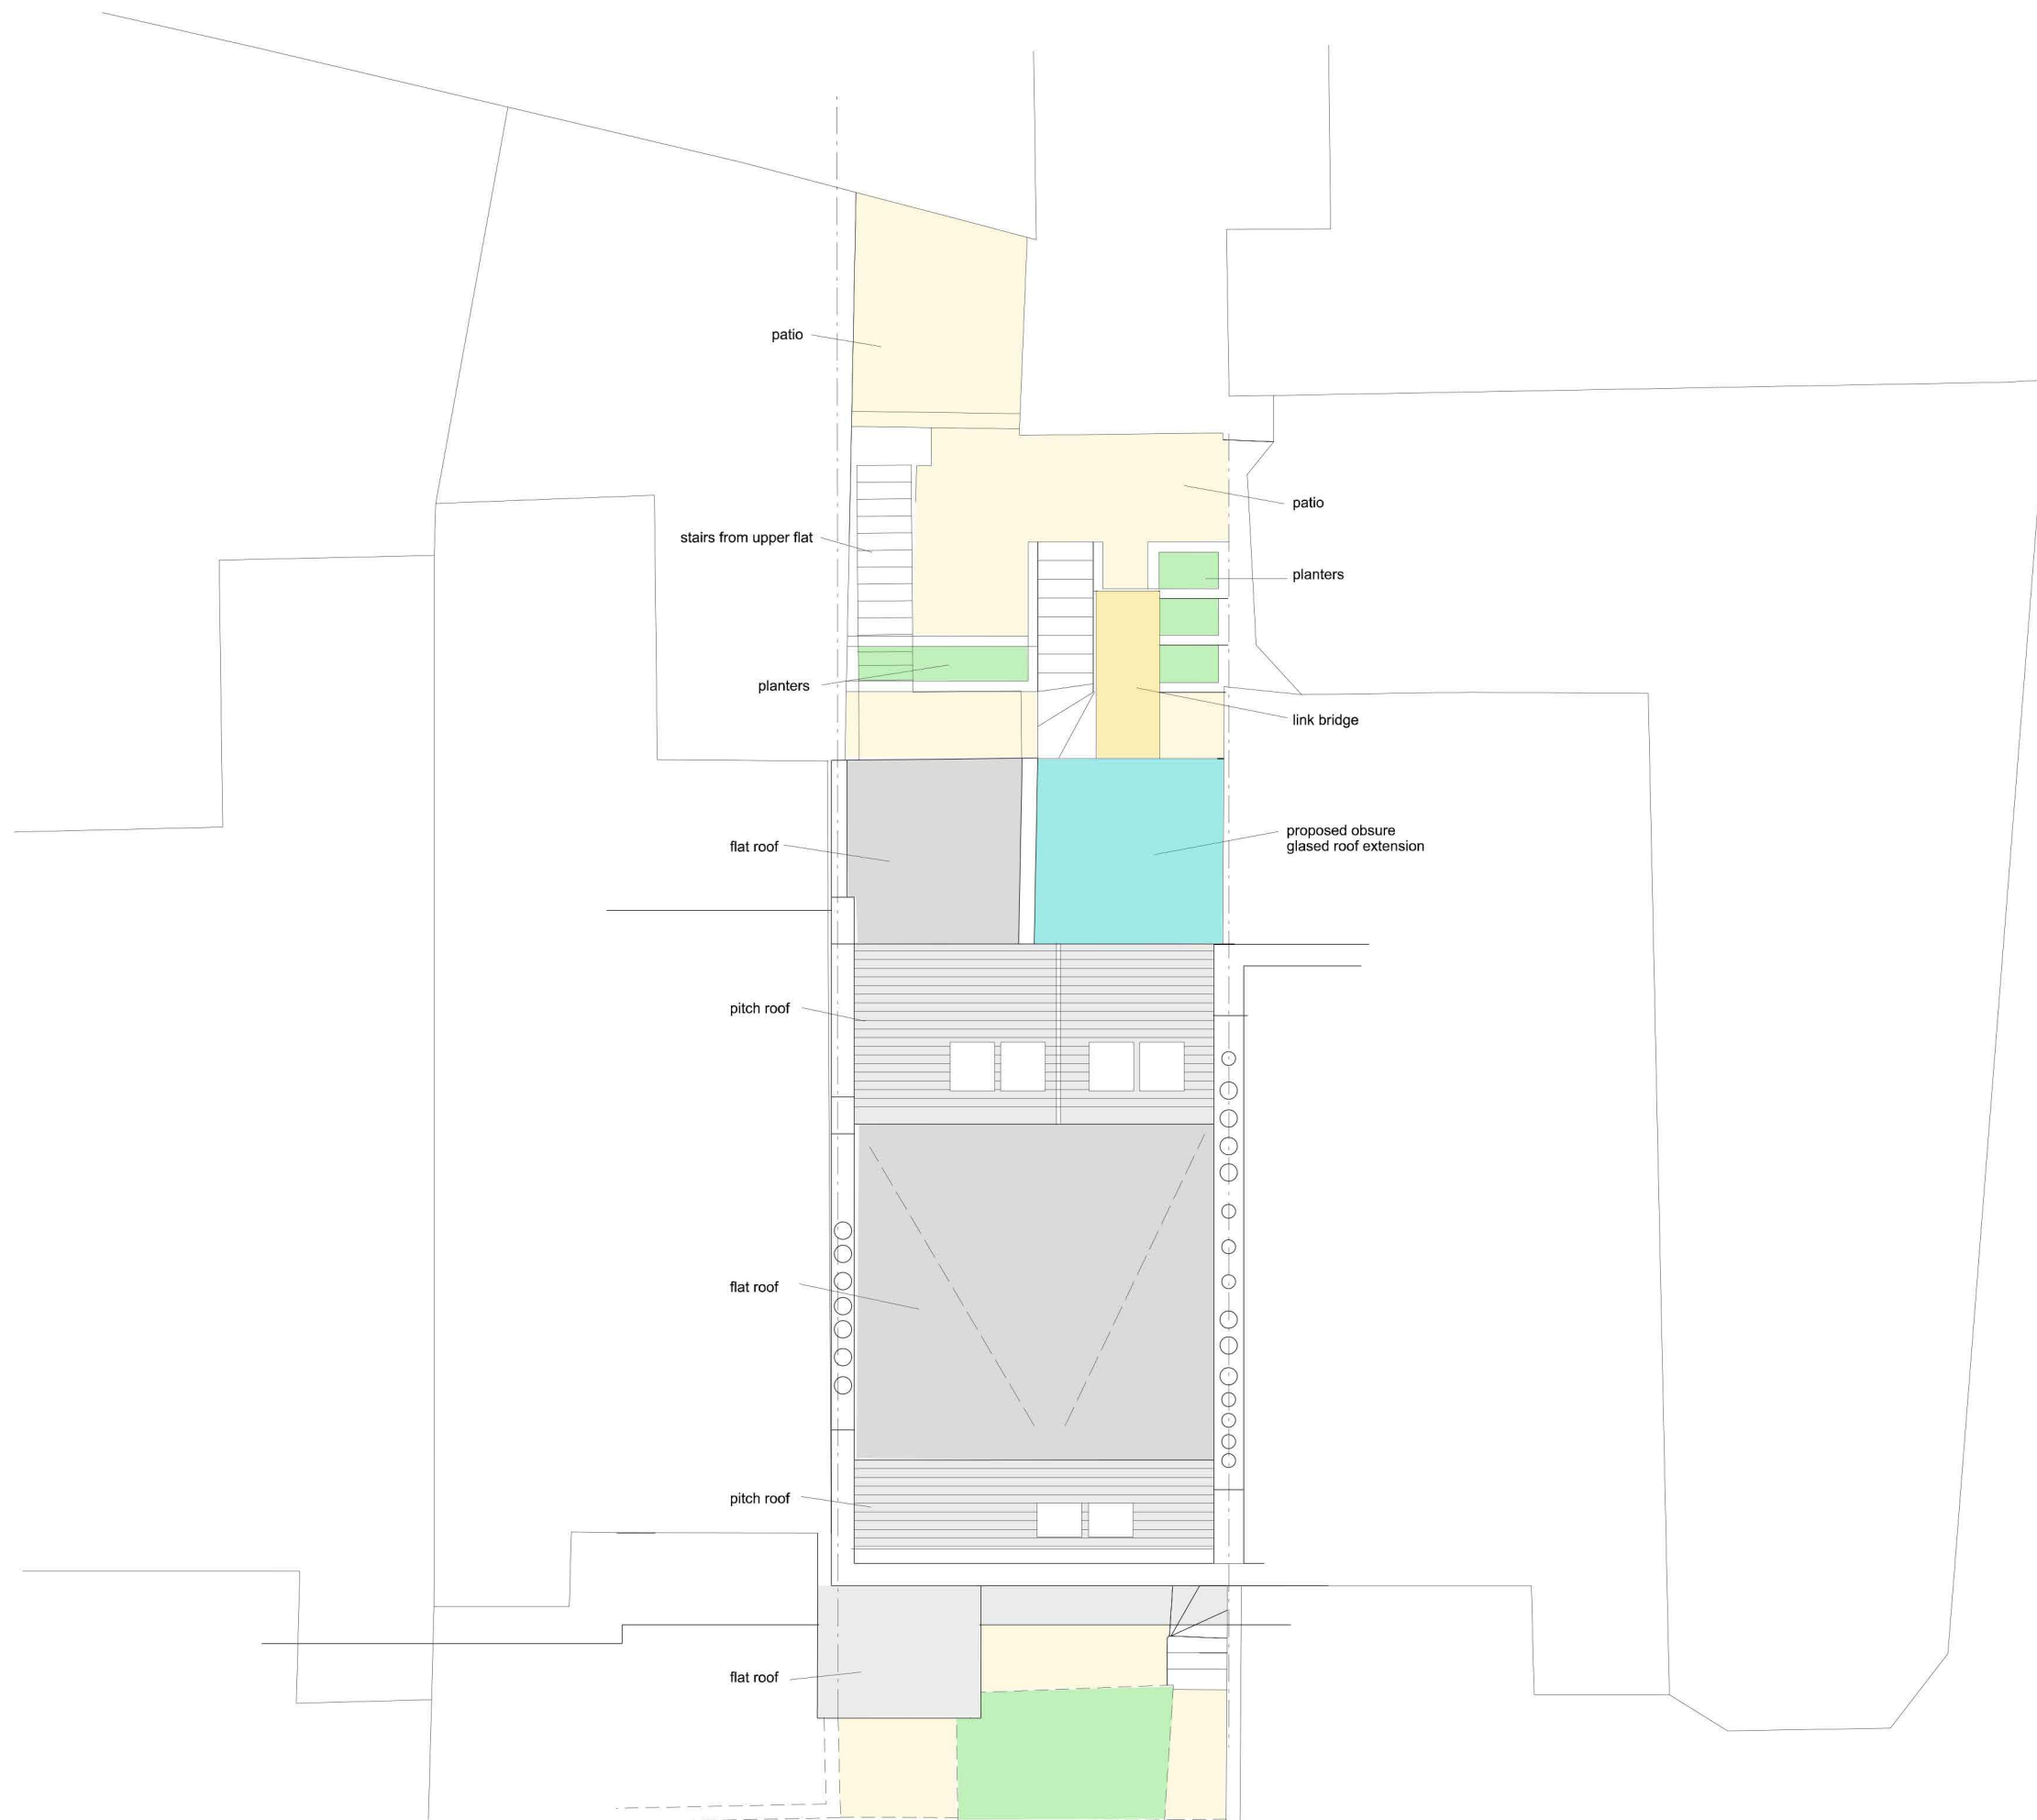 patio
patio
stairs from upper flat
planters
planters
link bridge
proposed obsure
glased roof extension
flat roof
pitch roof
flat roof
pitch roof
flat roof